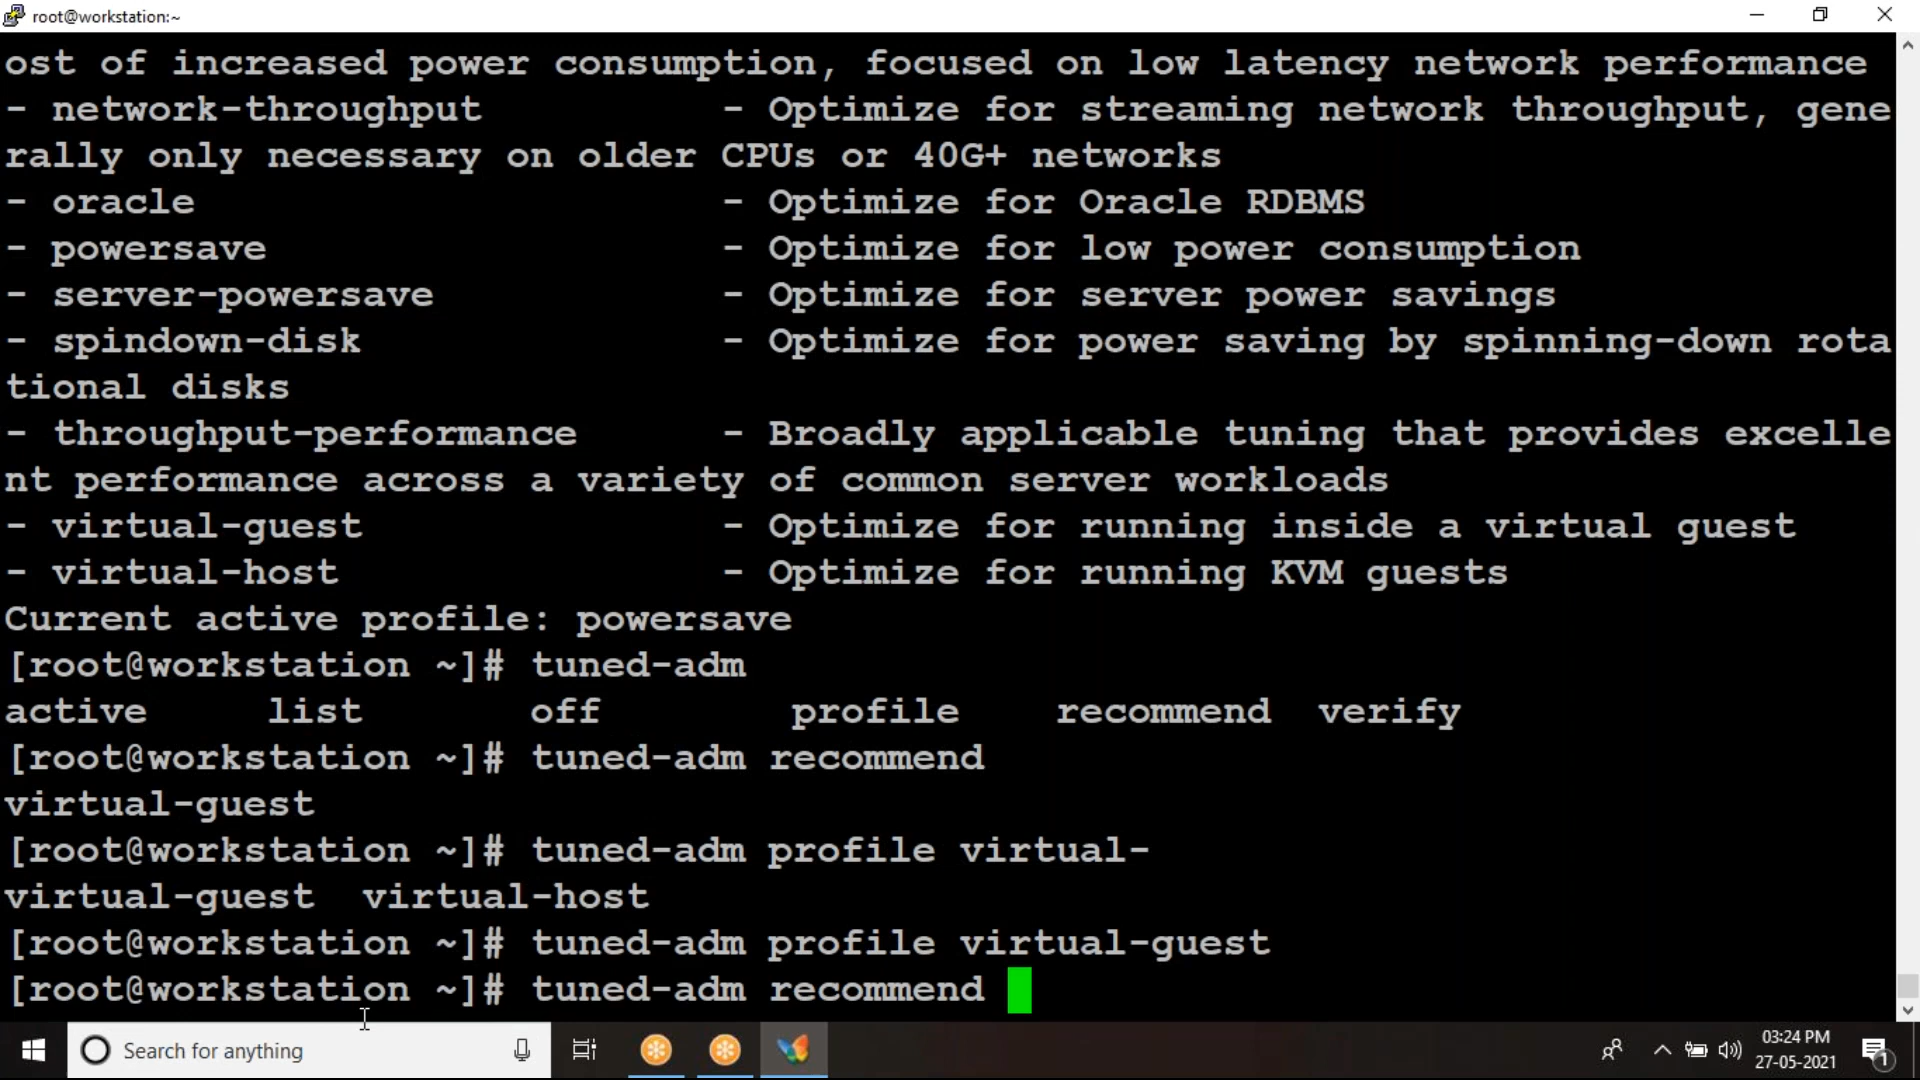 root@workstation:~
ost of increased power consumption, focused on low latency network performance
- network-throughput - Optimize for streaming network throughput, gene
rally only necessary on older CPUs or 40G+ networks
- oracle - Optimize for Oracle RDBMS
- powersave - Optimize for low power consumption
- server-powersave - Optimize for server power savings
- spindown-disk - Optimize for power saving by spinning-down rota
tional disks
- throughput-performance - Broadly applicable tuning that provides excelle
nt performance across a variety of common server workloads
- virtual-guest - Optimize for running inside a virtual guest
- virtual-host - Optimize for running KVM guests
Current active profile: powersave
[root@workstation ~]# tuned-adm
active list off profile recommend verify
[root@workstation ~]# tuned-adm recommend
virtual-guest
[root@workstation ~]# tuned-adm profile virtual-
virtual-guest virtual-host
[root@workstation ~]# tuned-adm profile virtual-guest
[root@workstation ~]# tuned-adm recommend
Search for anything
03:24 PM
27-05-2021
1